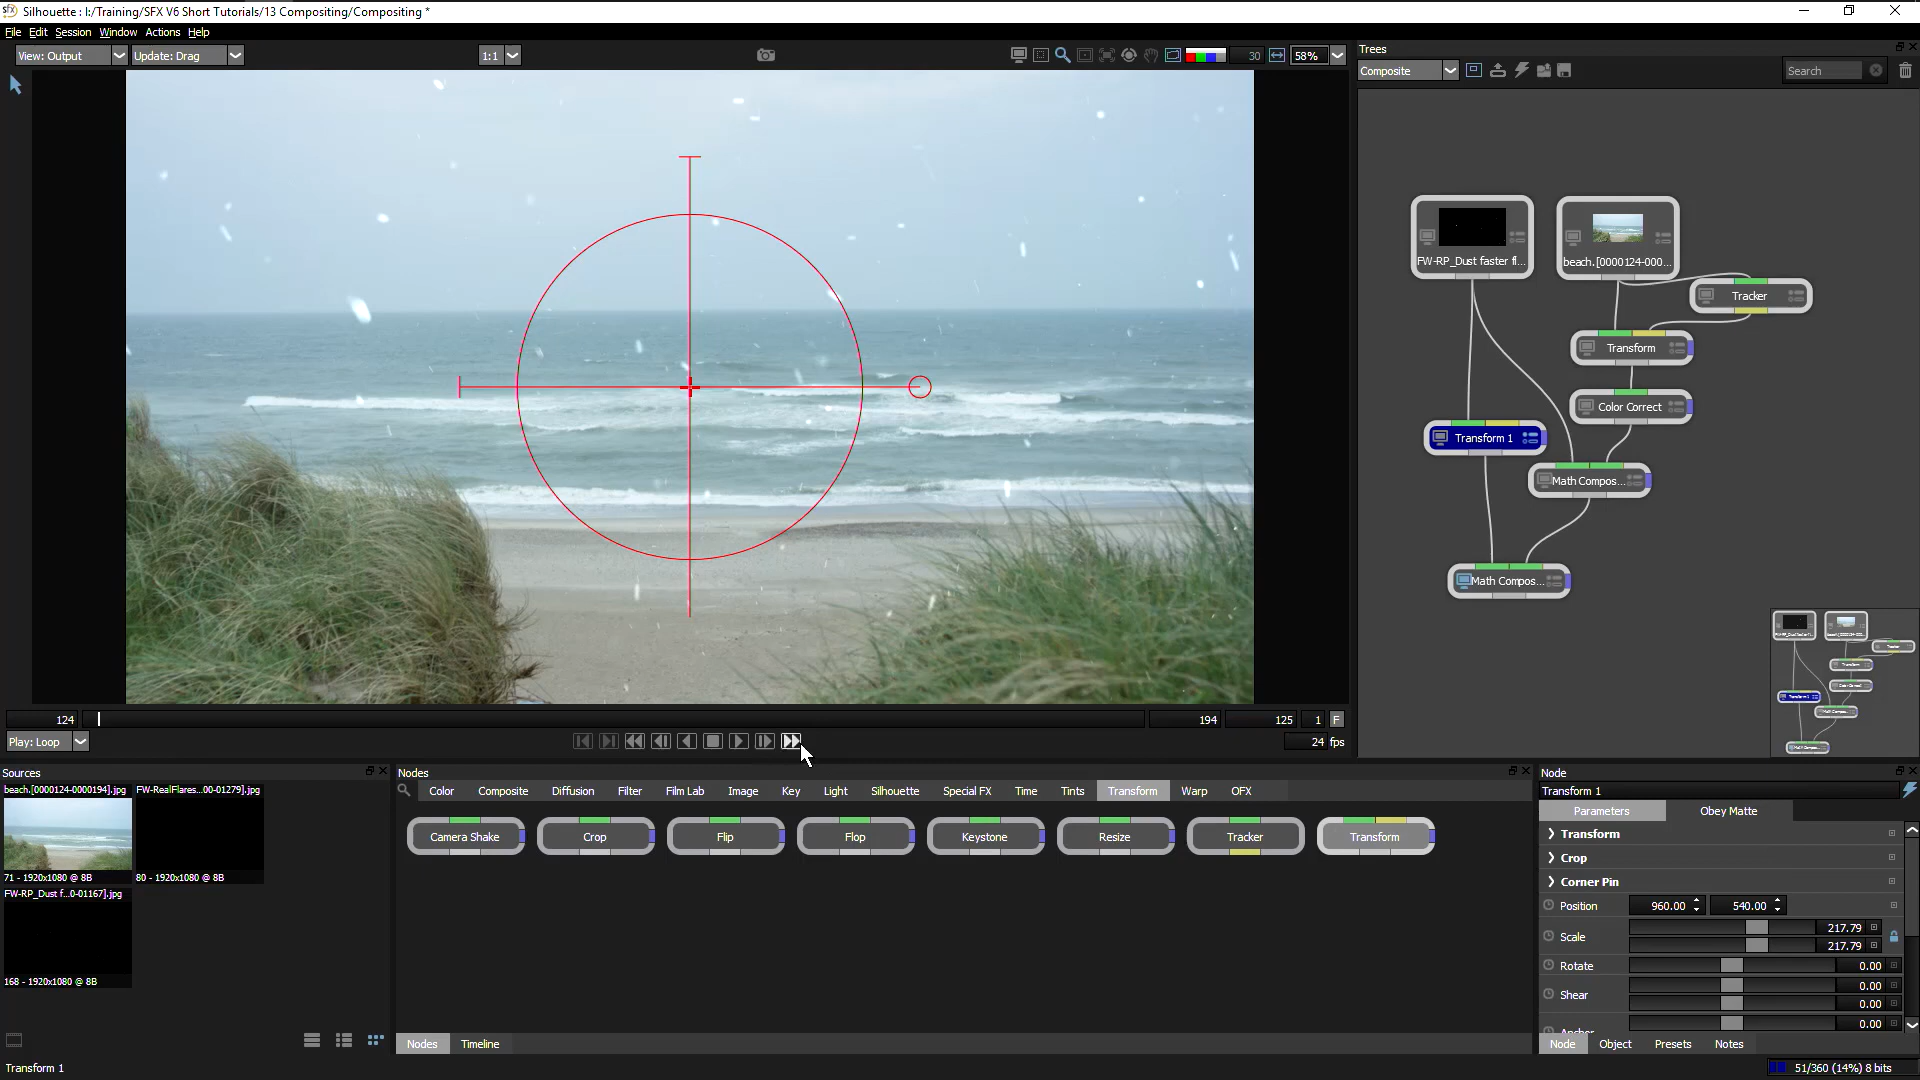 Silhouette : I:/Training/SFX V6 Short Tutorials/13 Compositing/Compositing *
File Edit Session Window Actions Help
View: Output
Update: Drag
1:1
30
58%
Trees
Composite
Search
FW-RP_Dust faster fl...
beach.[0000124-000...
Tracker
Transform
Color Correct
Transform 1
Math Compos...
Math Compos...
124
194
125
1
F
Play: Loop
24 fps
Sources
beach.[0000124-0000194].jpg
FW-RealFlares...00-01279].jpg
71 - 1920x1080 @ 8B
80 - 1920x1080 @ 8B
FW-RP_Dust f...0-01167].jpg
168 - 1920x1080 @ 8B
Nodes
Color Composite Diffusion Filter Film Lab Image Key Light Silhouette Special FX Time Tints Transform Warp OFX
Camera Shake
Crop
Flip
Flop
Keystone
Resize
Tracker
Transform
Nodes
Timeline
Node
Transform 1
Parameters
Obey Matte
Transform
Crop
Corner Pin
Position 960.00 540.00
Scale 217.79
217.79
Rotate 0.00
Shear 0.00
0.00
Anchor 0.00
Node Object Presets Notes
Transform 1
51/360 (14%) 8 bits